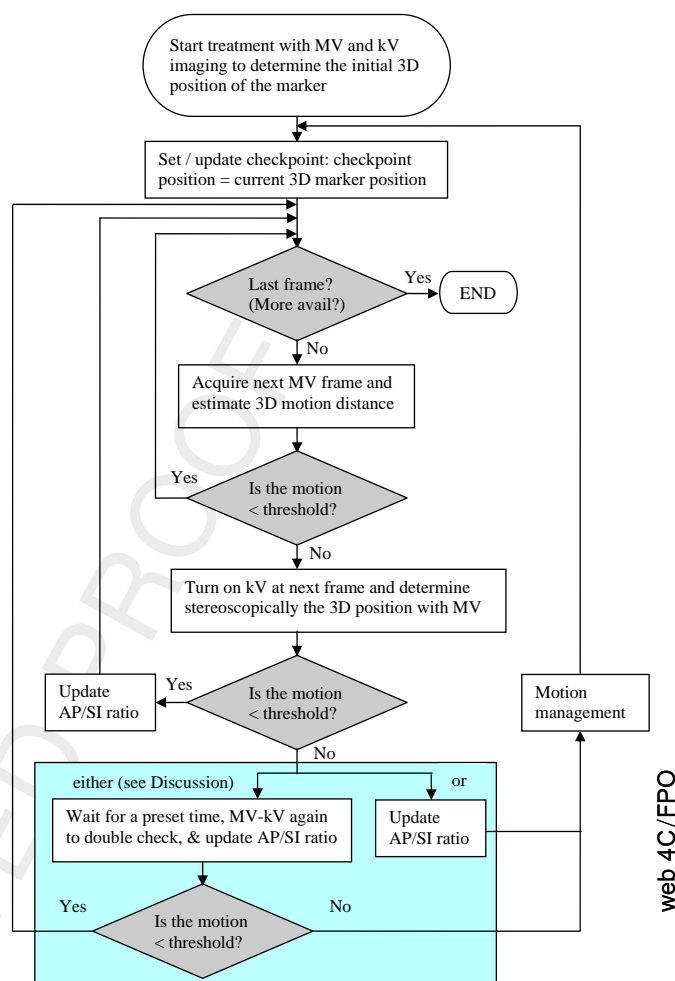 Start treatment with MV and kV
imaging to determine the initial 3D
position of the marker
Set / update checkpoint: checkpoint
position = current 3D marker position
Last frame?
(More avail?)
Yes
END
No
Acquire next MV frame and
estimate 3D motion distance
Yes
Is the motion
< threshold?
No
Turn on kV at next frame and determine
stereoscopically the 3D position with MV
Update
AP/SI ratio
Yes
Is the motion
< threshold?
Motion
management
No
either (see Discussion)
or
Wait for a preset time, MV-kV again
to double check, & update AP/SI ratio
Update
AP/SI ratio
Yes
Is the motion
< threshold?
No
web 4C/FPO
ED PROOF